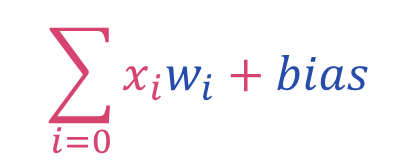 ∑ xᵢwᵢ + bias
i=0